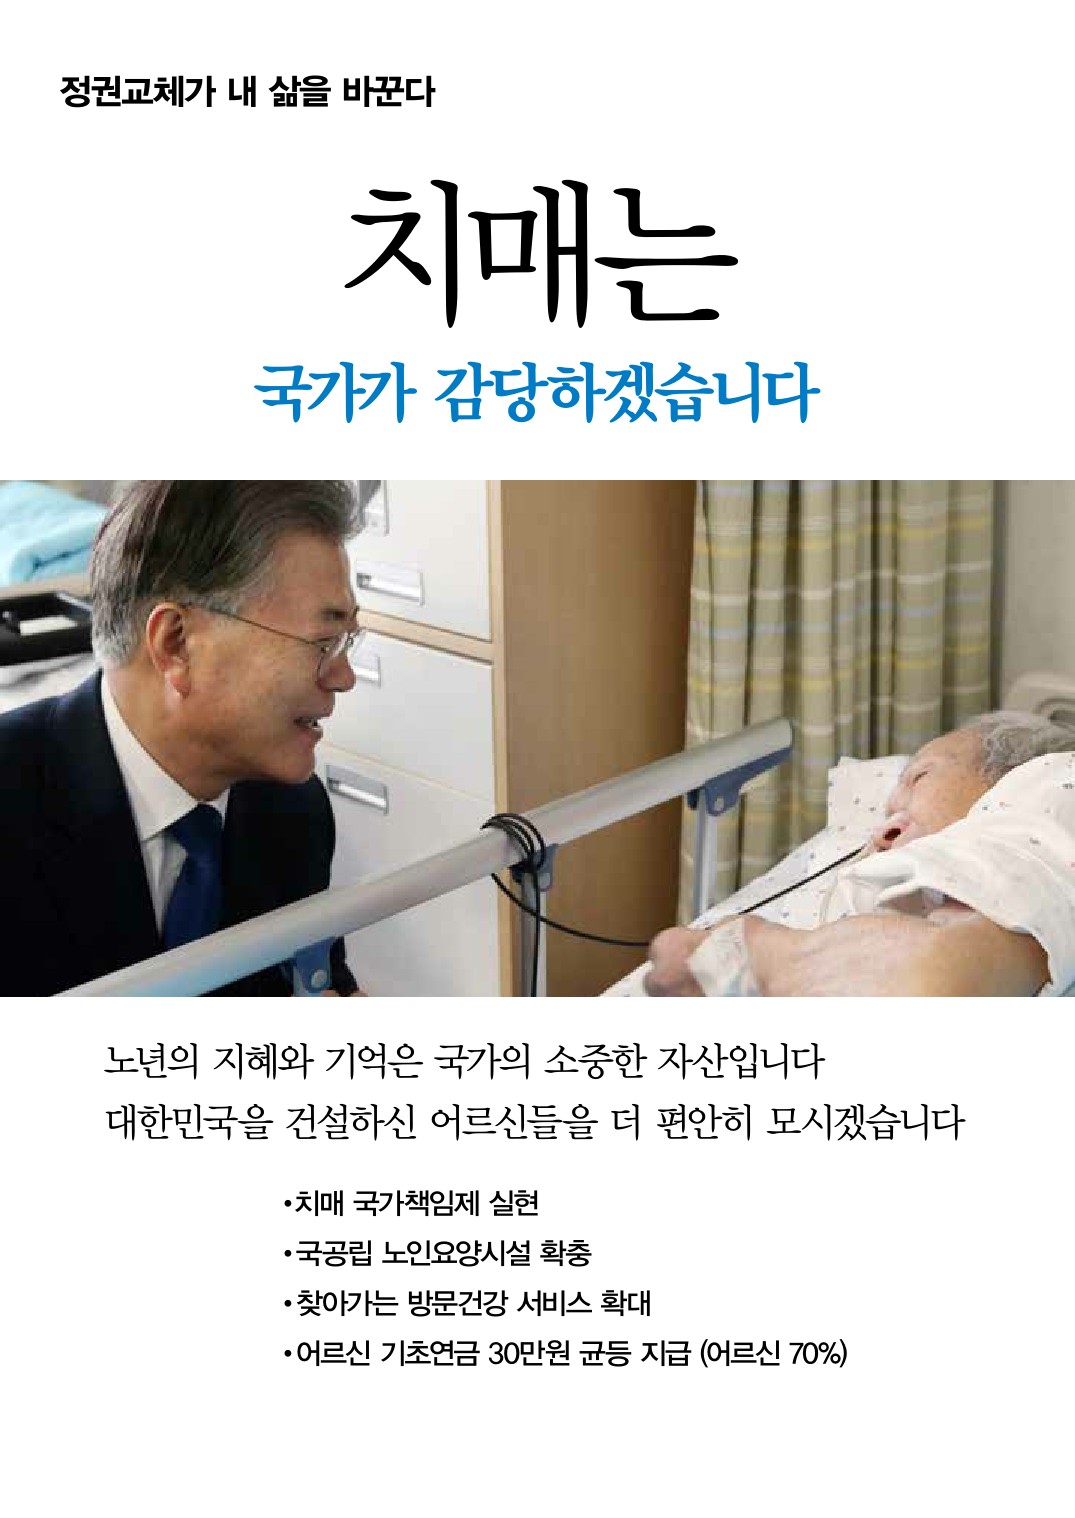 정권교체가 내 삶을 바꾼다
치매는
국가가 감당하겠습니다
노년의 지혜와 기억은 국가의 소중한 자산입니다
대한민국을 건설하신 어르신들을 더 편안히 모시겠습니다
•치매 국가책임제 실현
•국공립 노인요양시설 확충
•찾아가는 방문건강 서비스 확대
•어르신 기초연금 30만원 균등 지급 (어르신 70%)